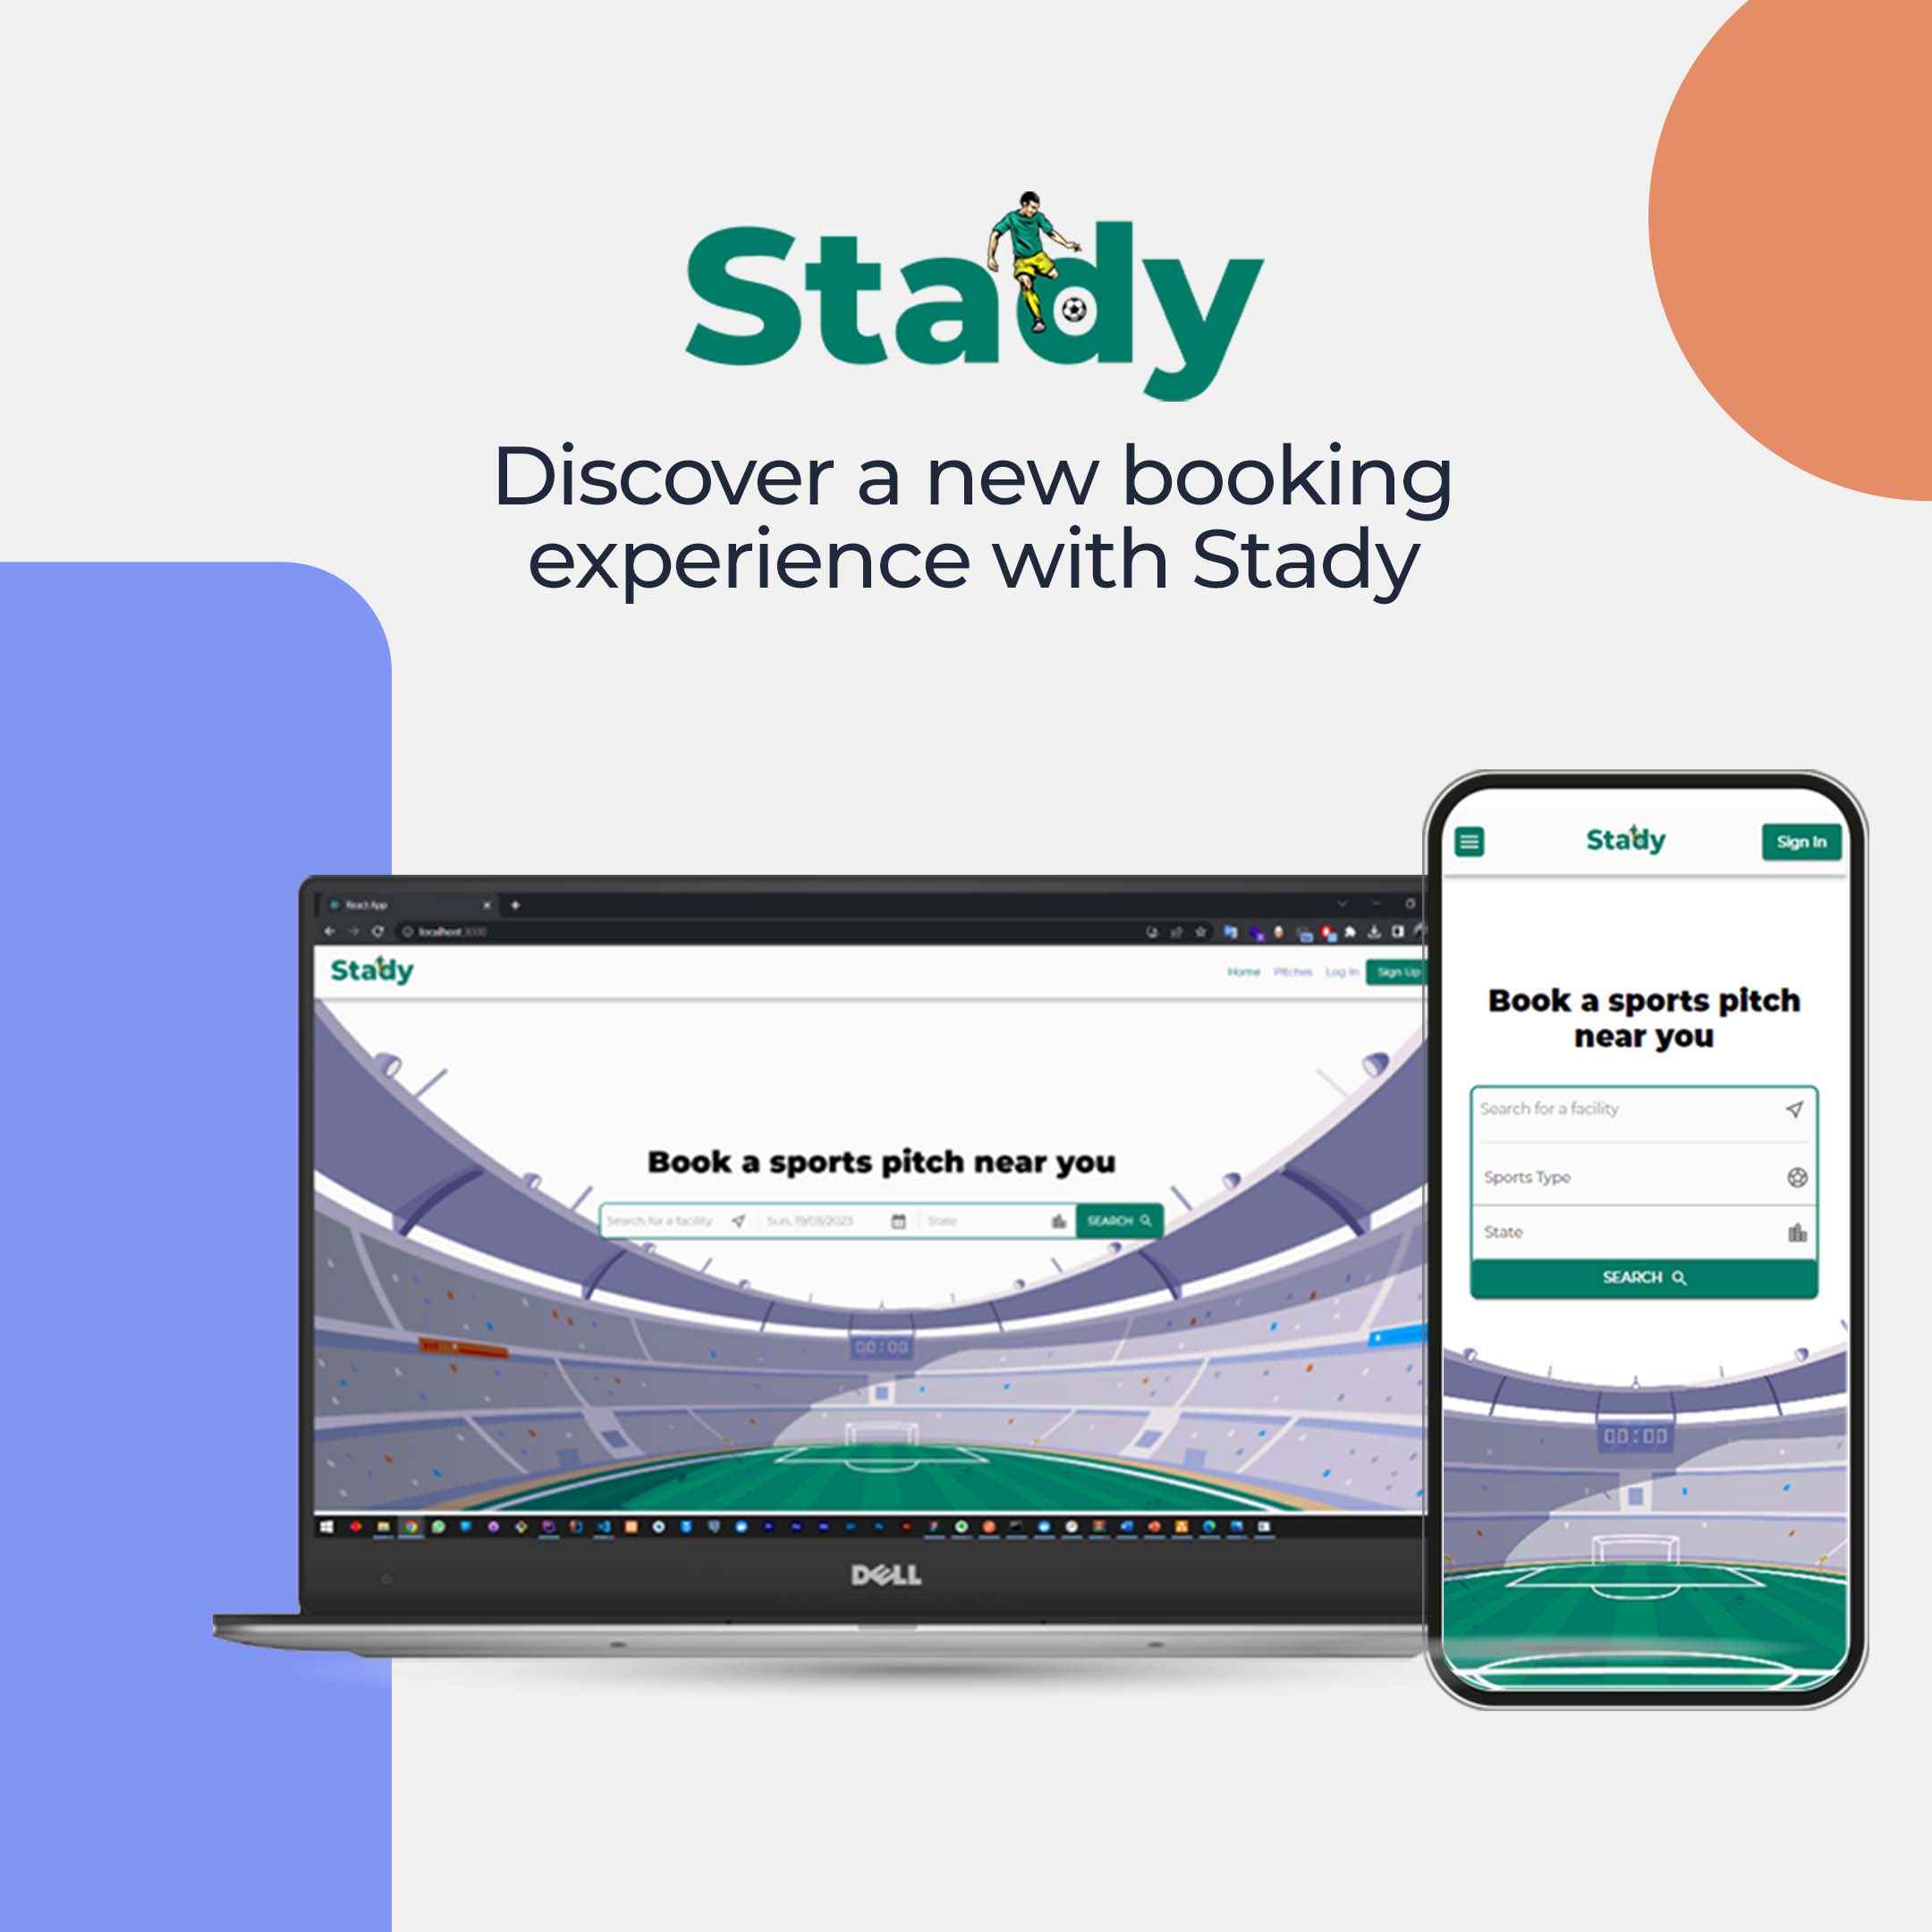 Stady
Discover a new booking
experience with Stady
React App
localhost:3000
Stady
Home Pitches Log In Sign Up
Book a sports pitch near you
Search for a facility Sun, 19/03/2023 State SEARCH
00:00
DELL
Stady Sign In
Book a sports pitch
near you
Search for a facility
Sports Type
State
SEARCH
00:00